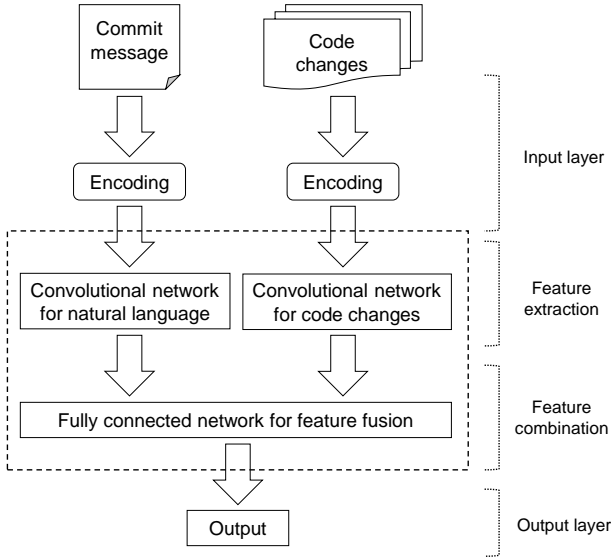 Commit
message
Code
changes
Input layer
Encoding
Encoding
Convolutional network
for natural language
Convolutional network
for code changes
Feature
extraction
Fully connected network for feature fusion
Feature
combination
Output
Output layer